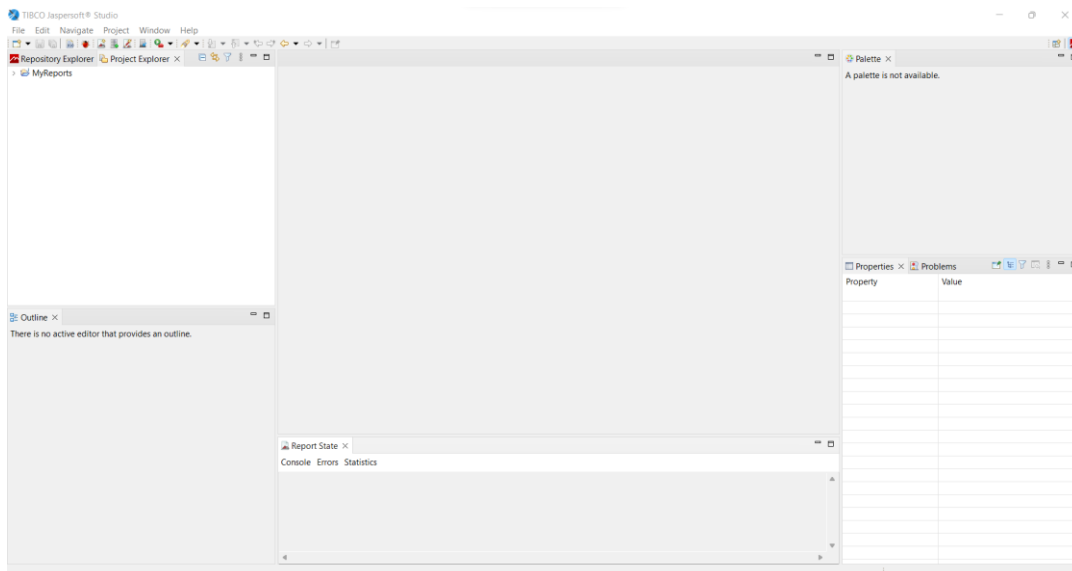 TIBCO Jaspersoft® Studio
File Edit Navigate Project Window Help
Repository Explorer Project Explorer
MyReports
Palette
A palette is not available.
Properties Problems
Property Value
Outline
There is no active editor that provides an outline.
Report State
Console Errors Statistics